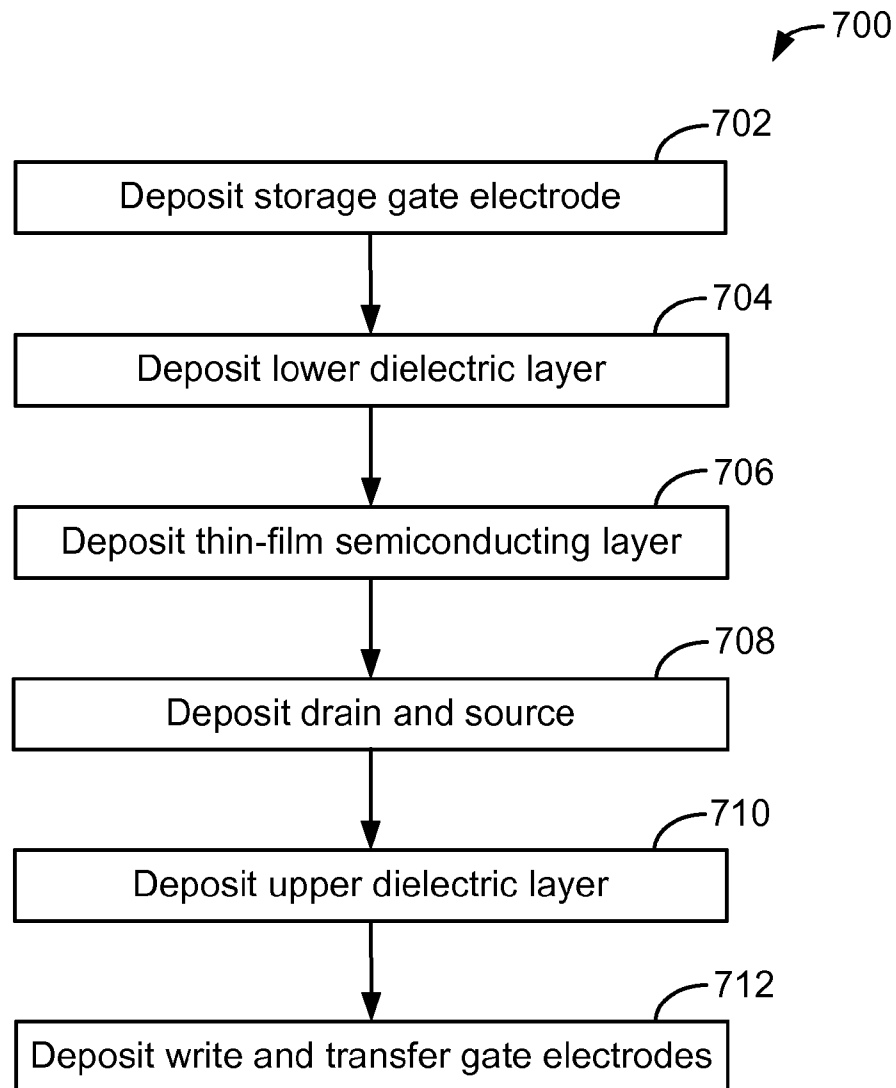 700
702
Deposit storage gate electrode
704
Deposit lower dielectric layer
706
Deposit thin-film semiconducting layer
708
Deposit drain and source
710
Deposit upper dielectric layer
712
Deposit write and transfer gate electrodes